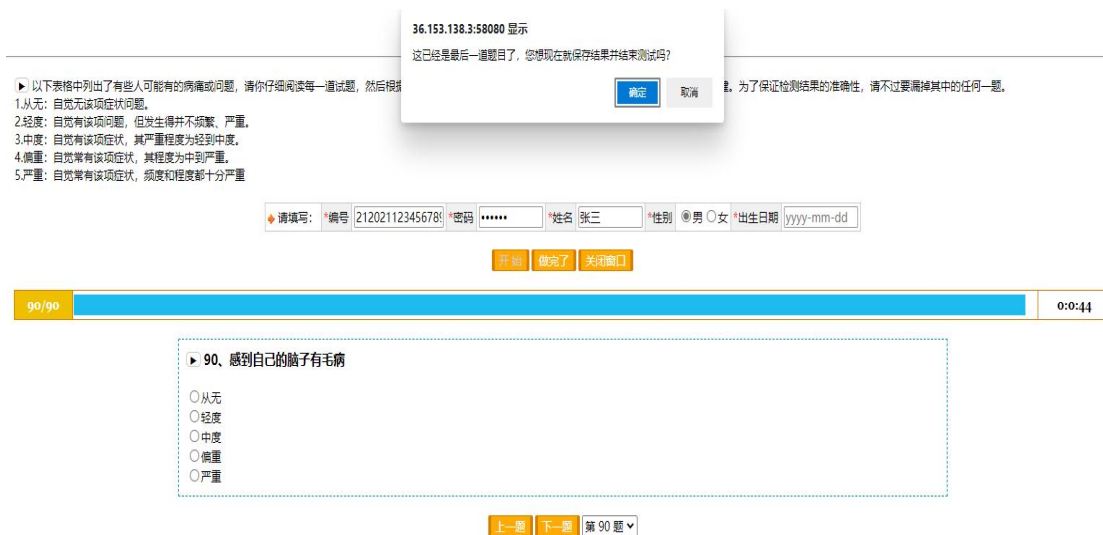 36.153.138.3:58080 显示
这已经是最后一道题目了，您想现在就保存结果并结束测试吗?
确定 取消
以下表格中列出了有些人可能有的病痛或问题，请你仔细阅读每一道试题，然后根据 。为了保证检测结果的准确性，请不过要漏掉其中的任何一题。
1.从无：自觉无该项症状问题。
2.轻度：自觉有该项问题，但发生得并不频繁、严重。
3.中度：自觉有该项症状，其严重程度为轻到中度。
4.偏重：自觉常有该项症状，其程度为中到严重。
5.严重：自觉常有该项症状，频度和程度都十分严重
请填写： *编号 21202112345678 *密码 •••••• *姓名 张三 *性别 男 女 *出生日期 yyyy-mm-dd
开始 做完了 关闭窗口
90/90 0:0:44
90、感到自己的脑子有毛病
从无
轻度
中度
偏重
严重
上一题 下一题 第 90 题